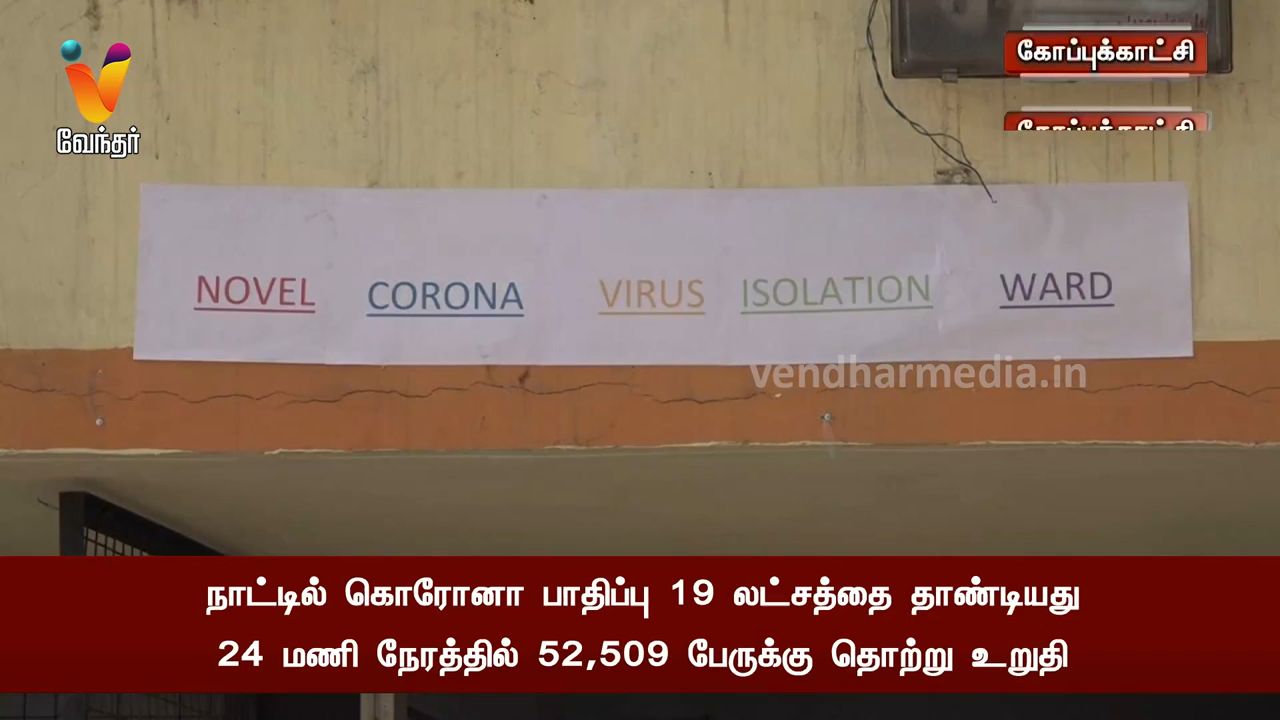 வேந்தர்
கோப்புக்காட்சி
கோப்புக்காட்சி
NOVEL CORONA VIRUS ISOLATION WARD
vendharmedia.in
நாட்டில் கொரோனா பாதிப்பு 19 லட்சத்தை தாண்டியது
24 மணி நேரத்தில் 52,509 பேருக்கு தொற்று உறுதி